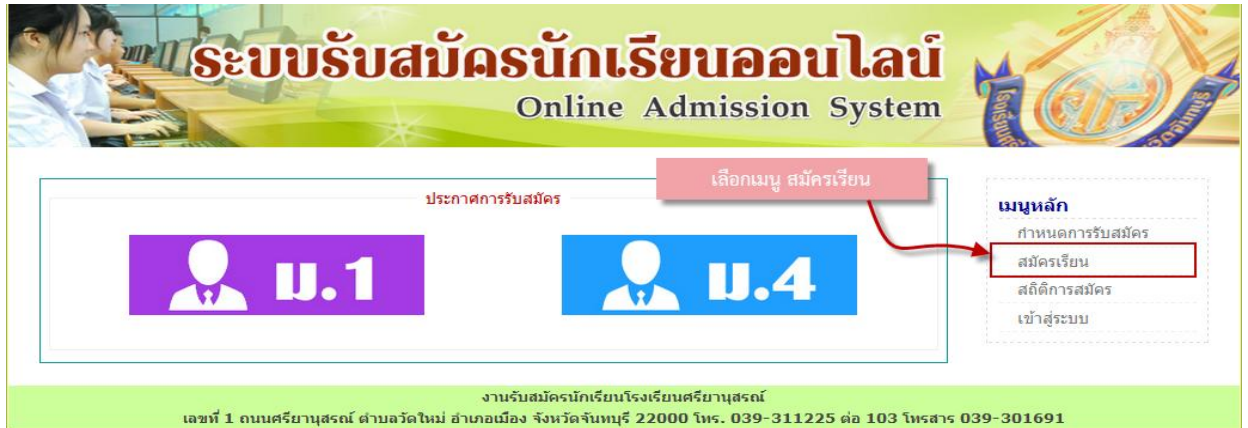 ระบบรับสมัครนักเรียนออนไลน์
Online Admission System
เลือกเมนู สมัครเรียน
ประกาศการรับสมัคร
ม.1
ม.4
เมนูหลัก
กำหนดการรับสมัคร
สมัครเรียน
สถิติการสมัคร
เข้าสู่ระบบ
งานรับสมัครนักเรียนโรงเรียนศรียานุสรณ์
เลขที่ 1 ถนนศรียานุสรณ์ ตำบลวัดใหม่ อำเภอเมือง จังหวัดจันทบุรี 22000 โทร. 039-311225 ต่อ 103 โทรสาร 039-301691